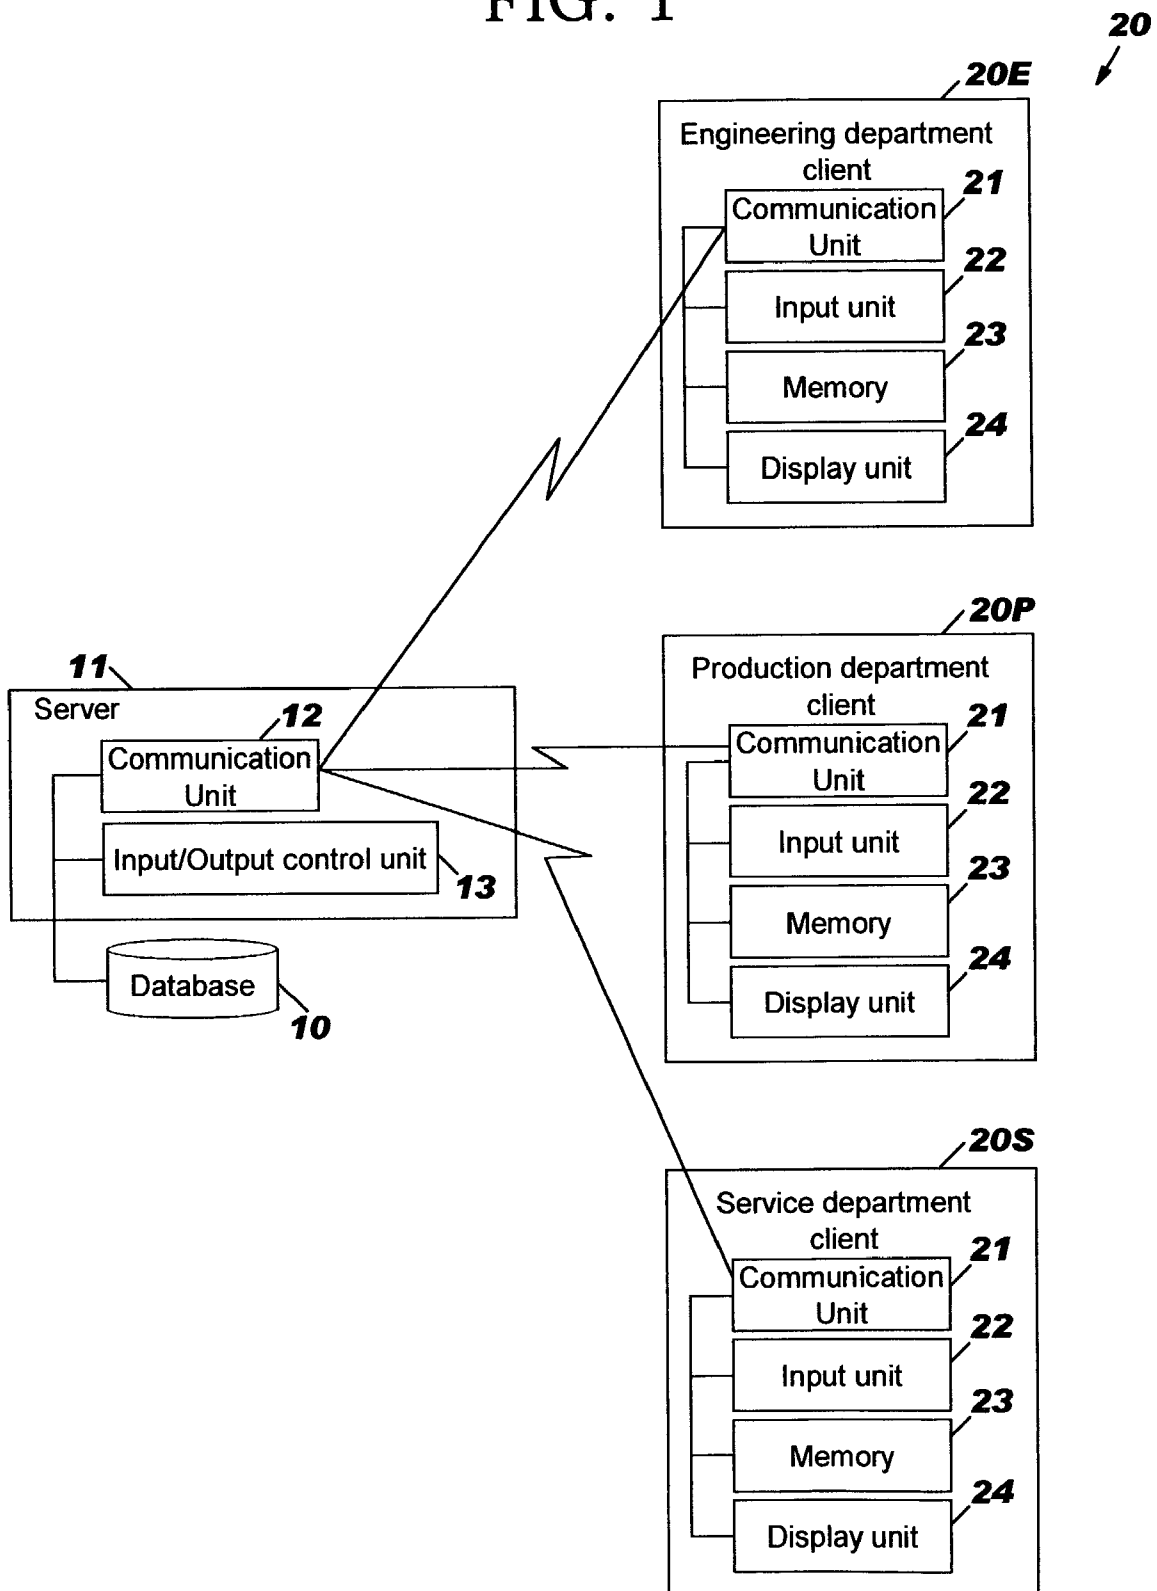 FIG. 1
20
20E
Engineering department
client
21
Communication
Unit
22
Input unit
23
Memory
24
Display unit
20P
Production department
client
21
Communication
Unit
22
Input unit
23
Memory
24
Display unit
11
Server
12
Communication
Unit
Input/Output control unit
13
Database
10
20S
Service department
client
21
Communication
Unit
22
Input unit
23
Memory
24
Display unit